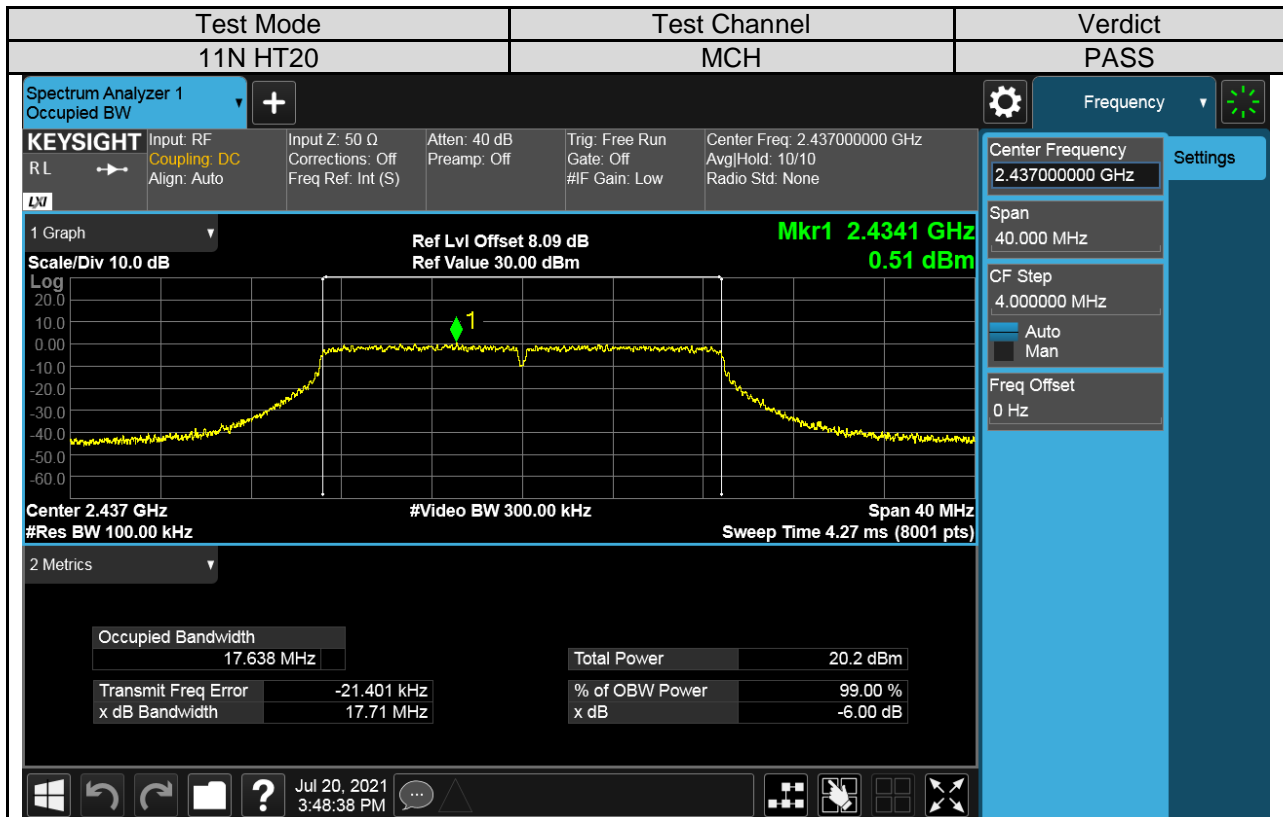 Test Mode Test Channel Verdict
11N HT20 MCH PASS
Spectrum Analyzer 1
Occupied BW
+
Frequency
KEYSIGHT Input: RF Input Z: 50 Ω Atten: 40 dB Trig: Free Run Center Freq: 2.437000000 GHz
RL Coupling: DC Corrections: Off Preamp: Off Gate: Off Avg|Hold: 10/10
Align: Auto Freq Ref: Int (S) #IF Gain: Low Radio Std: None
LXI
Center Frequency
2.437000000 GHz
Settings
Span
40.000 MHz
CF Step
4.000000 MHz
Auto
Man
Freq Offset
0 Hz
1 Graph Ref Lvl Offset 8.09 dB Mkr1 2.4341 GHz
Scale/Div 10.0 dB Ref Value 30.00 dBm 0.51 dBm
Log
20.0
10.0
1
0.00
-10.0
-20.0
-30.0
-40.0
-50.0
-60.0
Center 2.437 GHz #Video BW 300.00 kHz Span 40 MHz
#Res BW 100.00 kHz Sweep Time 4.27 ms (8001 pts)
2 Metrics
Occupied Bandwidth
17.638 MHz Total Power 20.2 dBm
Transmit Freq Error -21.401 kHz % of OBW Power 99.00 %
x dB Bandwidth 17.71 MHz x dB -6.00 dB
? Jul 20, 2021
3:48:38 PM